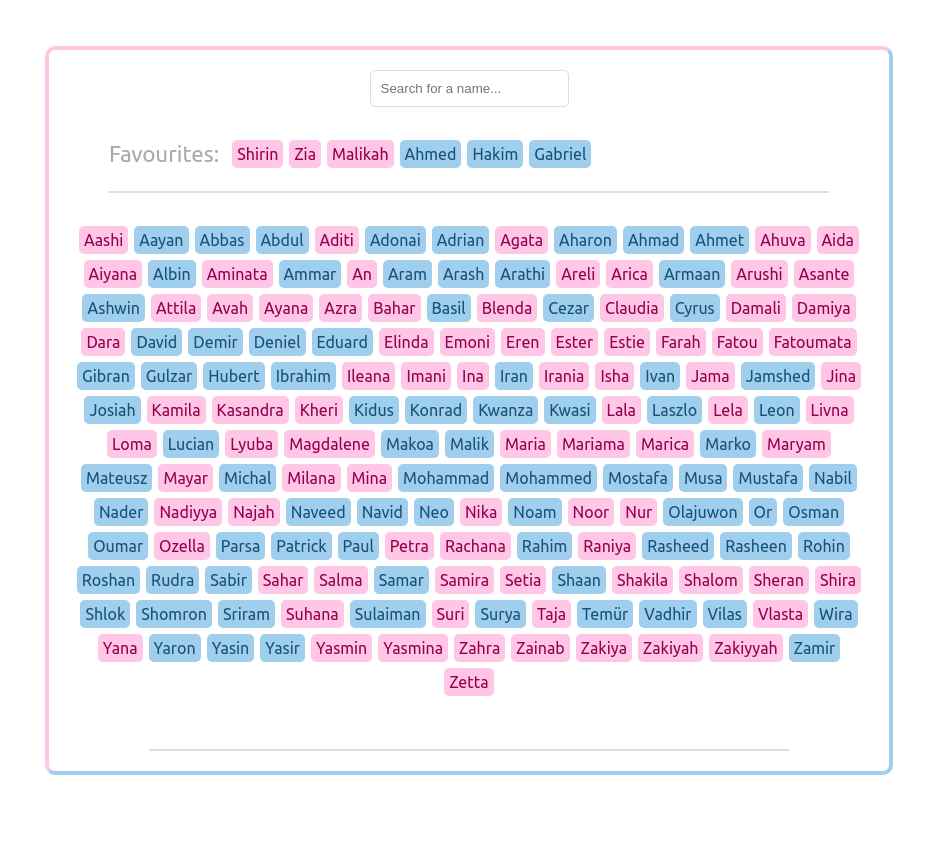 Search for a name...
Favourites: Shirin Zia Malikah Ahmed Hakim Gabriel
Aashi Aayan Abbas Abdul Aditi Adonai Adrian Agata Aharon Ahmad Ahmet Ahuva Aida
Aiyana Albin Aminata Ammar An Aram Arash Arathi Areli Arica Armaan Arushi Asante
Ashwin Attila Avah Ayana Azra Bahar Basil Blenda Cezar Claudia Cyrus Damali Damiya
Dara David Demir Deniel Eduard Elinda Emoni Eren Ester Estie Farah Fatou Fatoumata
Gibran Gulzar Hubert Ibrahim Ileana Imani Ina Iran Irania Isha Ivan Jama Jamshed Jina
Josiah Kamila Kasandra Kheri Kidus Konrad Kwanza Kwasi Lala Laszlo Lela Leon Livna
Loma Lucian Lyuba Magdalene Makoa Malik Maria Mariama Marica Marko Maryam
Mateusz Mayar Michal Milana Mina Mohammad Mohammed Mostafa Musa Mustafa Nabil
Nader Nadiyya Najah Naveed Navid Neo Nika Noam Noor Nur Olajuwon Or Osman
Oumar Ozella Parsa Patrick Paul Petra Rachana Rahim Raniya Rasheed Rasheen Rohin
Roshan Rudra Sabir Sahar Salma Samar Samira Setia Shaan Shakila Shalom Sheran Shira
Shlok Shomron Sriram Suhana Sulaiman Suri Surya Taja Temür Vadhir Vilas Vlasta Wira
Yana Yaron Yasin Yasir Yasmin Yasmina Zahra Zainab Zakiya Zakiyah Zakiyyah Zamir
Zetta